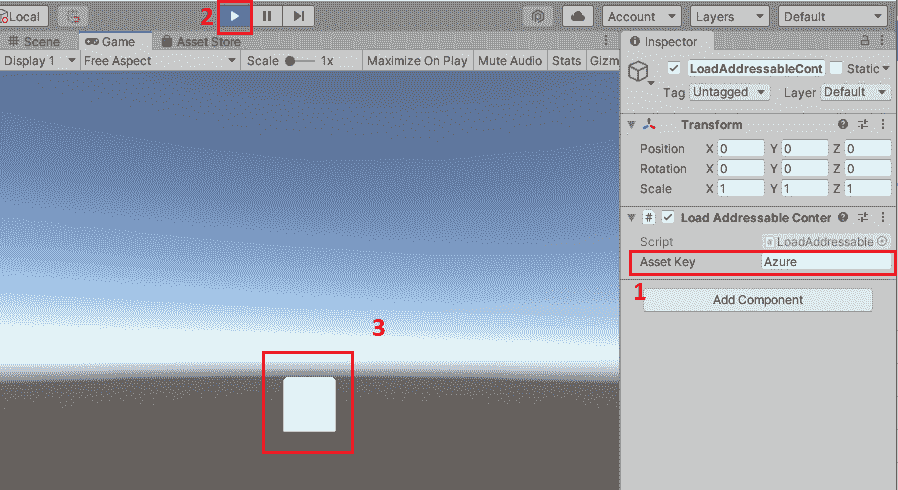 Local 2 Account Layers Default
Scene Game Asset Store Inspector
Display 1 Free Aspect Scale 1x Maximize On Play Mute Audio Stats Gizm
LoadAddressableCont Static
Tag Untagged Layer Default
Transform
Position X 0 Y 0 Z 0
Rotation X 0 Y 0 Z 0
Scale X 1 Y 1 Z 1
# Load Addressable Conter
Script # LoadAddressable
Asset Key Azure
1
Add Component
3